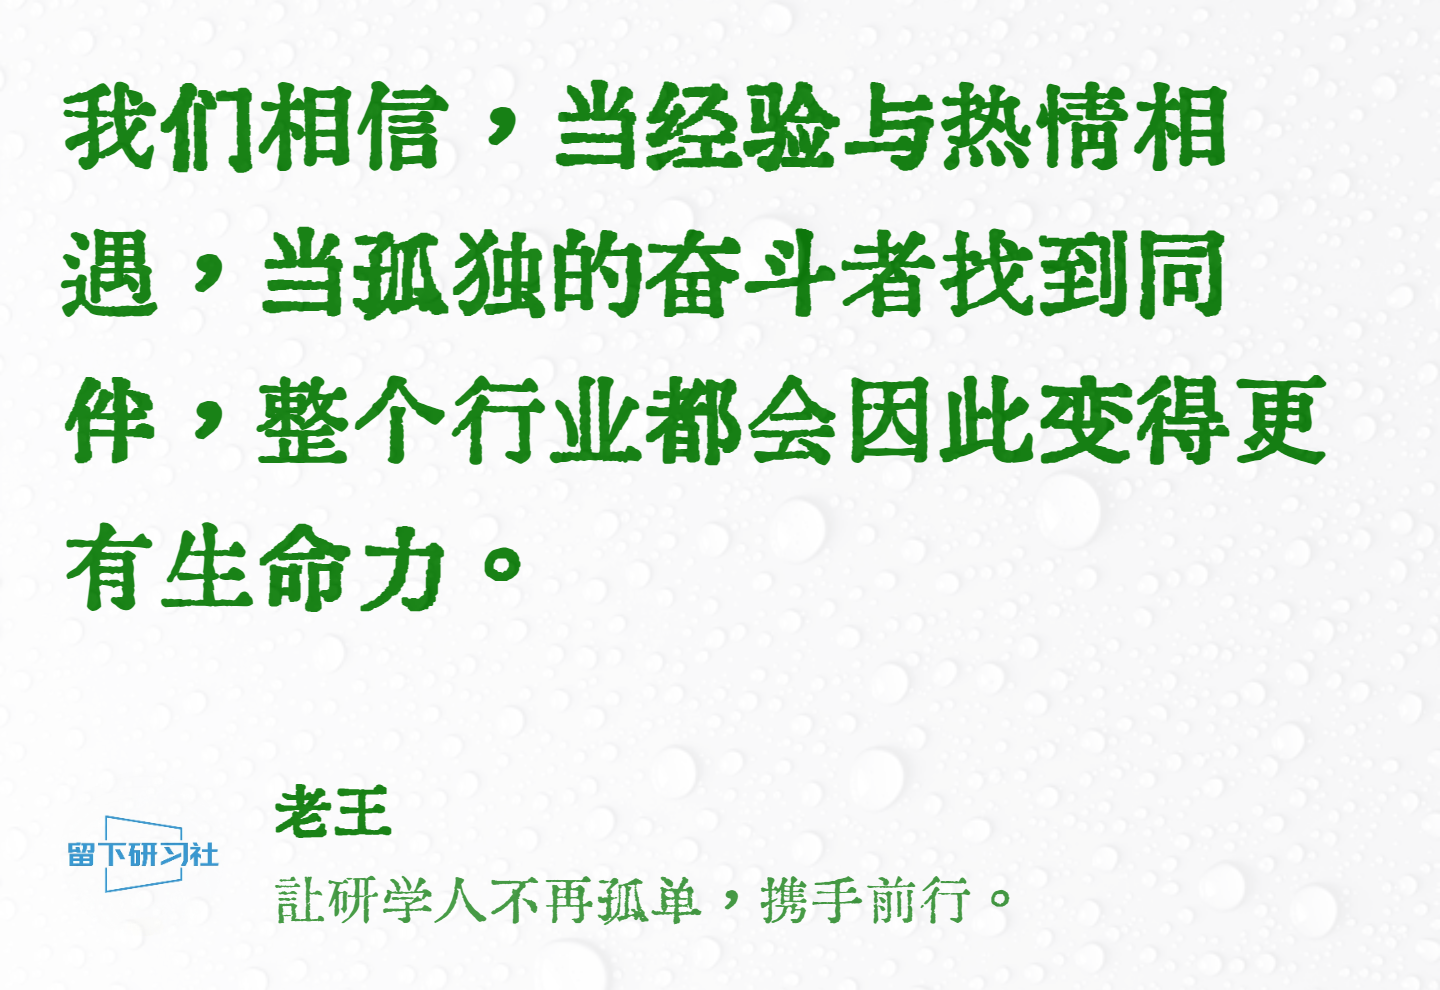 我们相信，当经验与热情相
遇，当孤独的奋斗者找到同
伴，整个行业都会因此变得更
有生命力。
老王
留下研习社
訟研学人不再孤单，携手前行。